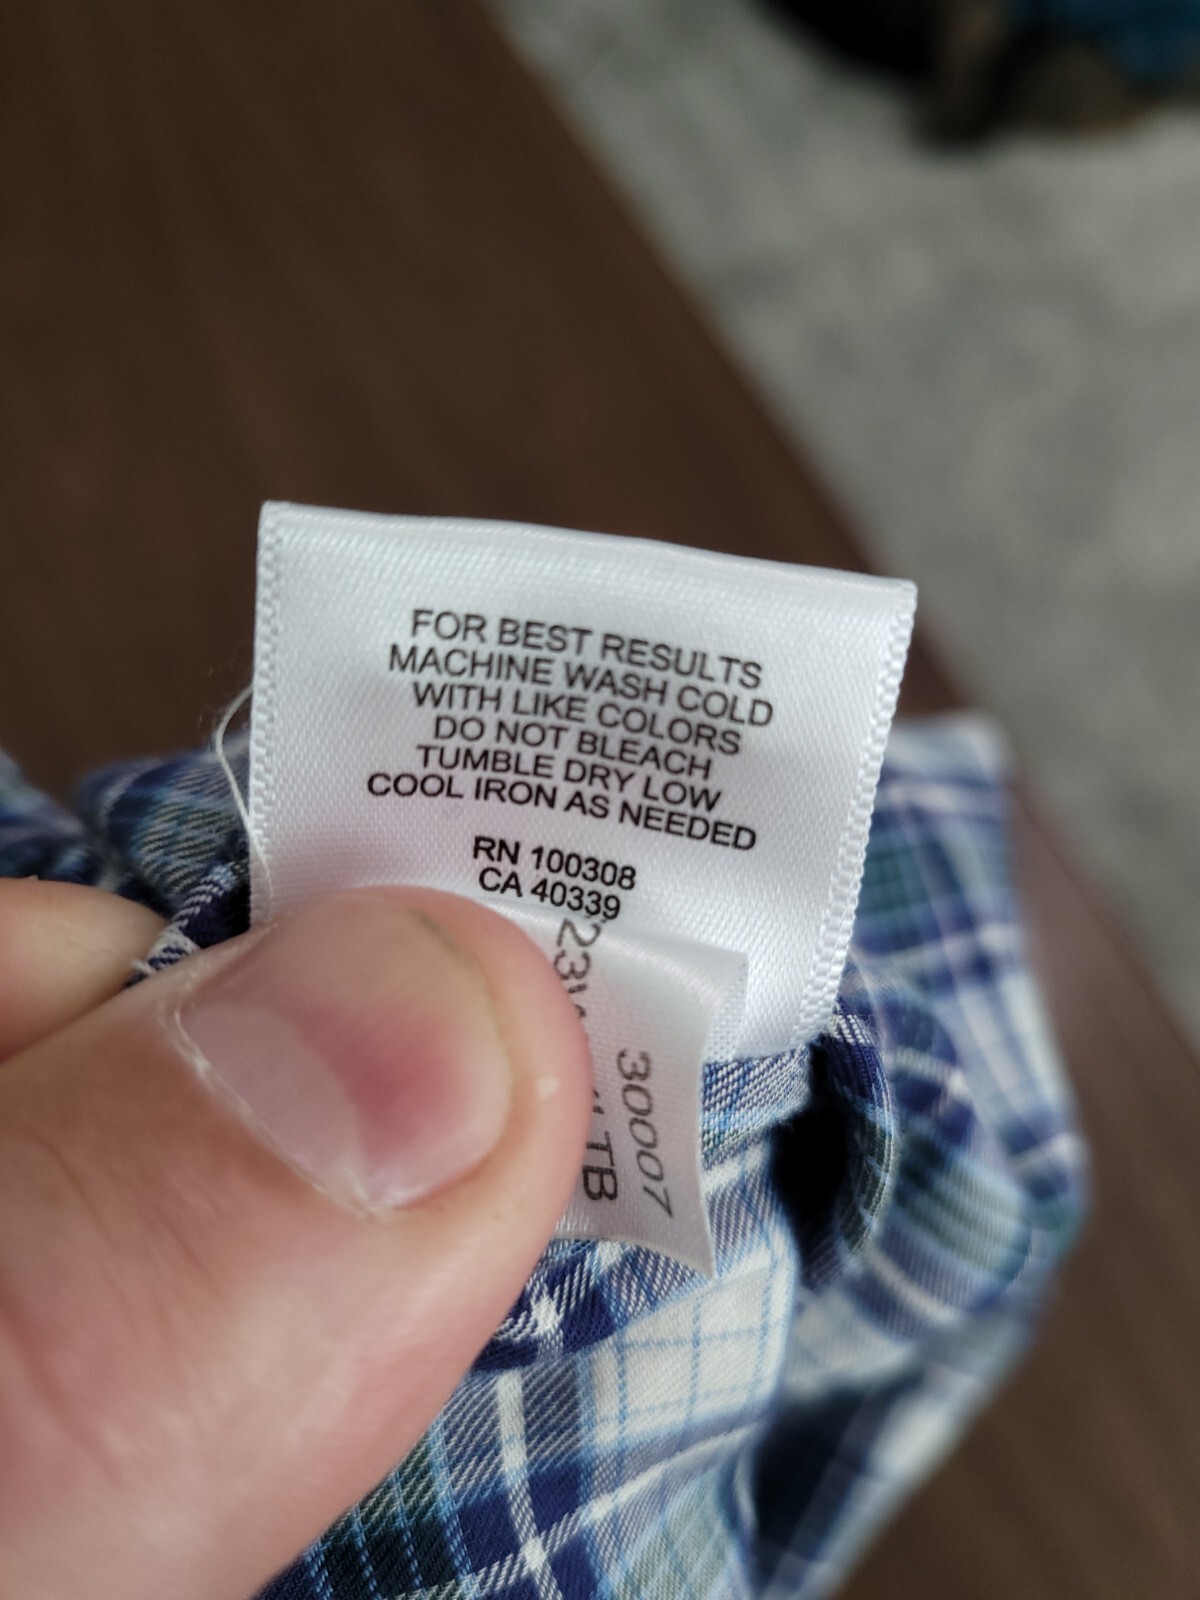 FOR BEST RESULTS
MACHINE WASH COLD
WITH LIKE COLORS
DO NOT BLEACH
TUMBLE DRY LOW
COOL IRON AS NEEDED
RN 100308
CA 40339
30007
TB